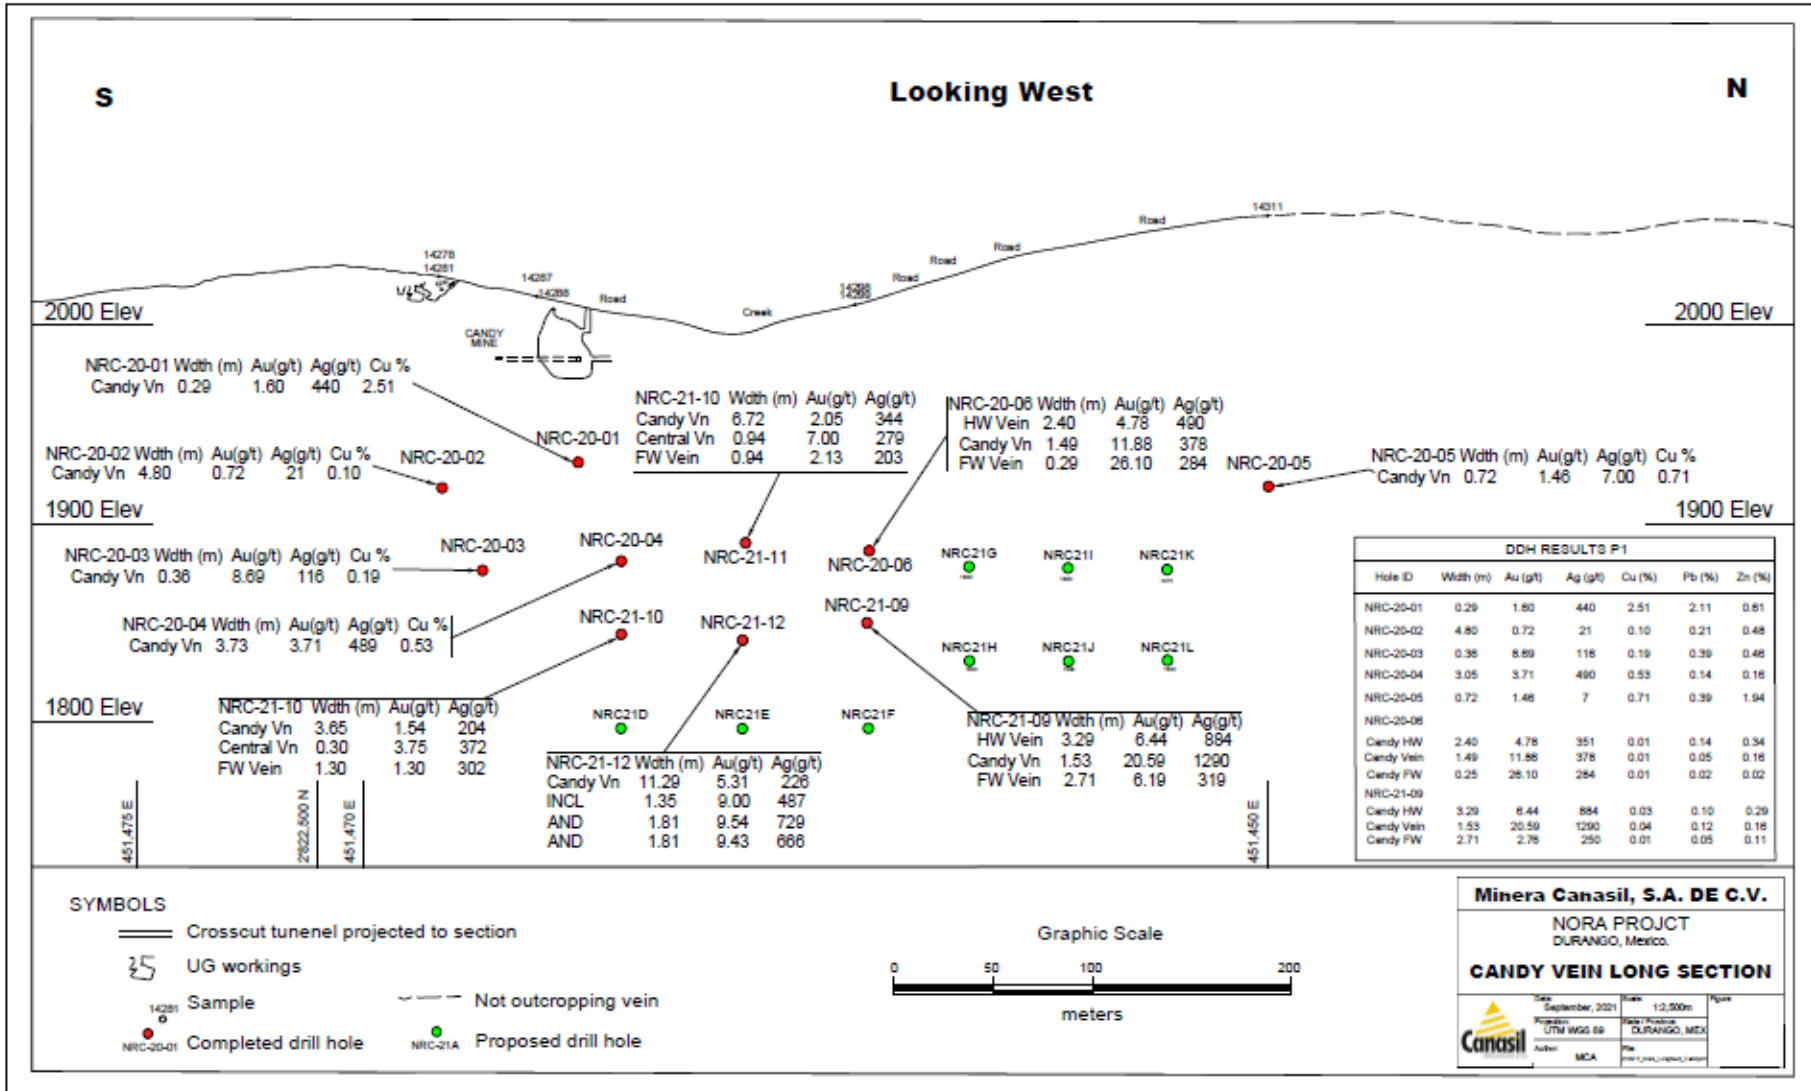 S
Looking West
N
14311
Road
Road
Road
Road
Road
14278
14281
14287
14288
Road
Creek
14298
2000 Elev
2000 Elev
CANDY
MINE
NRC-20-01 Wdth (m) Au(g/t) Ag(g/t) Cu %
Candy Vn 0.29 1.60 440 2.51
NRC-21-10 Wdth (m) Au(g/t) Ag(g/t)
Candy Vn 6.72 2.05 344
Central Vn 0.94 7.00 279
FW Vein 0.94 2.13 203
NRC-20-06 Wdth (m) Au(g/t) Ag(g/t)
HW Vein 2.40 4.78 490
Candy Vn 1.49 11.88 378
FW Vein 0.29 26.10 284
NRC-20-01
NRC-20-02 Wdth (m) Au(g/t) Ag(g/t) Cu %
Candy Vn 4.80 0.72 21 0.10
NRC-20-02
NRC-20-05
NRC-20-05 Wdth (m) Au(g/t) Ag(g/t) Cu %
Candy Vn 0.72 1.46 7.00 0.71
1900 Elev
1900 Elev
NRC-20-03 Wdth (m) Au(g/t) Ag(g/t) Cu %
Candy Vn 0.36 8.69 116 0.19
NRC-20-03
NRC-20-04
NRC-21-11
NRC-20-06
NRC21G
NRC21I
NRC21K
NRC-20-04 Wdth (m) Au(g/t) Ag(g/t) Cu %
Candy Vn 3.73 3.71 489 0.53
NRC-21-10
NRC-21-12
NRC-21-09
NRC21H
NRC21J
NRC21L
1800 Elev
NRC-21-10 Wdth (m) Au(g/t) Ag(g/t)
Candy Vn 3.65 1.54 204
Central Vn 0.30 3.75 372
FW Vein 1.30 1.30 302
NRC21D
NRC21E
NRC21F
NRC-21-12 Wdth (m) Au(g/t) Ag(g/t)
Candy Vn 11.29 5.31 226
INCL 1.35 9.00 487
AND 1.81 9.54 729
AND 1.81 9.43 666
NRC-21-09 Wdth (m) Au(g/t) Ag(g/t)
HW Vein 3.29 6.44 884
Candy Vn 1.53 20.59 1290
FW Vein 2.71 6.19 319
DDH RESULTS P1
Hole ID Width (m) Au (g/t) Ag (g/t) Cu (%) Pb (%) Zn (%)
NRC-20-01 0.29 1.60 440 2.51 2.11 0.61
NRC-20-02 4.80 0.72 21 0.10 0.21 0.48
NRC-20-03 0.36 8.69 116 0.19 0.39 0.46
NRC-20-04 3.05 3.71 490 0.53 0.14 0.16
NRC-20-05 0.72 1.46 7 0.71 0.39 1.94
NRC-20-06
Candy HW 2.40 4.78 351 0.01 0.14 0.34
Candy Vein 1.49 11.86 378 0.01 0.05 0.16
Candy FW 0.25 26.10 284 0.01 0.02 0.02
NRC-21-09
Candy HW 3.29 6.44 884 0.03 0.10 0.29
Candy Vein 1.53 20.59 1290 0.04 0.12 0.16
Candy FW 2.71 2.76 250 0.01 0.05 0.11
451,475 E
2'822,500 N
451,470 E
451,450 E
SYMBOLS
Crosscut tunenel projected to section
UG workings
14281 Sample
Not outcropping vein
NRC-20-01 Completed drill hole
NRC-21A Proposed drill hole
Graphic Scale
0 50 100 200
meters
Minera Canasil, S.A. DE C.V.
NORA PROJCT
DURANGO, Mexico.
CANDY VEIN LONG SECTION
Canasil
Date: September, 2021
Scale: 1:2,500m
Figure:
Projection: UTM WGS 89
State / Province: DURANGO, MEX
Author: MCA
File: